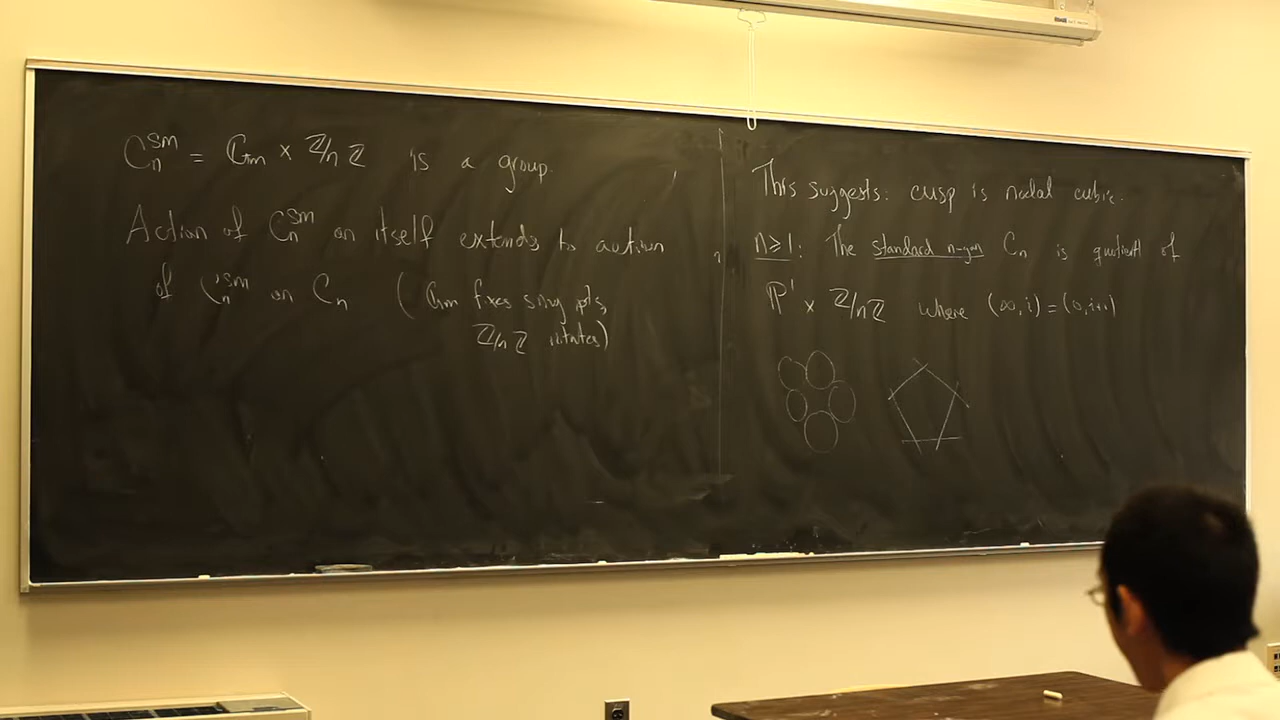 C_n^{sm} = G_m × Z/nZ is a group.
Action of C_n^{sm} on itself extends to action
of C_n^{sm} on C_n (G_m fixes sing pts,
Z/nZ rotates)
This suggests: cusp is nodal cubic.
n ≥ 1: The standard n-gon C_n is quotient of
P^1 × Z/nZ where (∞, i) = (0, i+1)